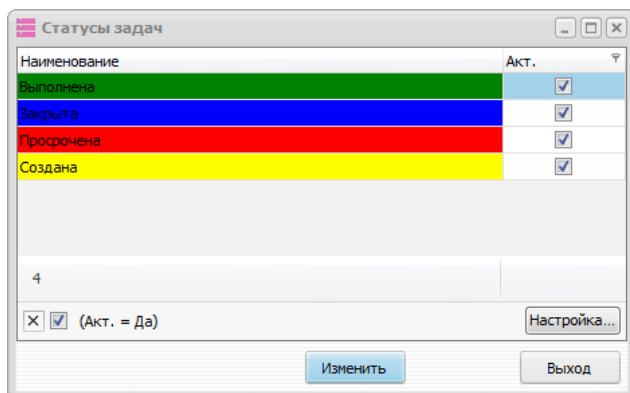 Статусы задач
Наименование Акт.
Выполнена
Закрыта
Просрочена
Создана
4
(Акт. = Да) Настройка...
Изменить Выход